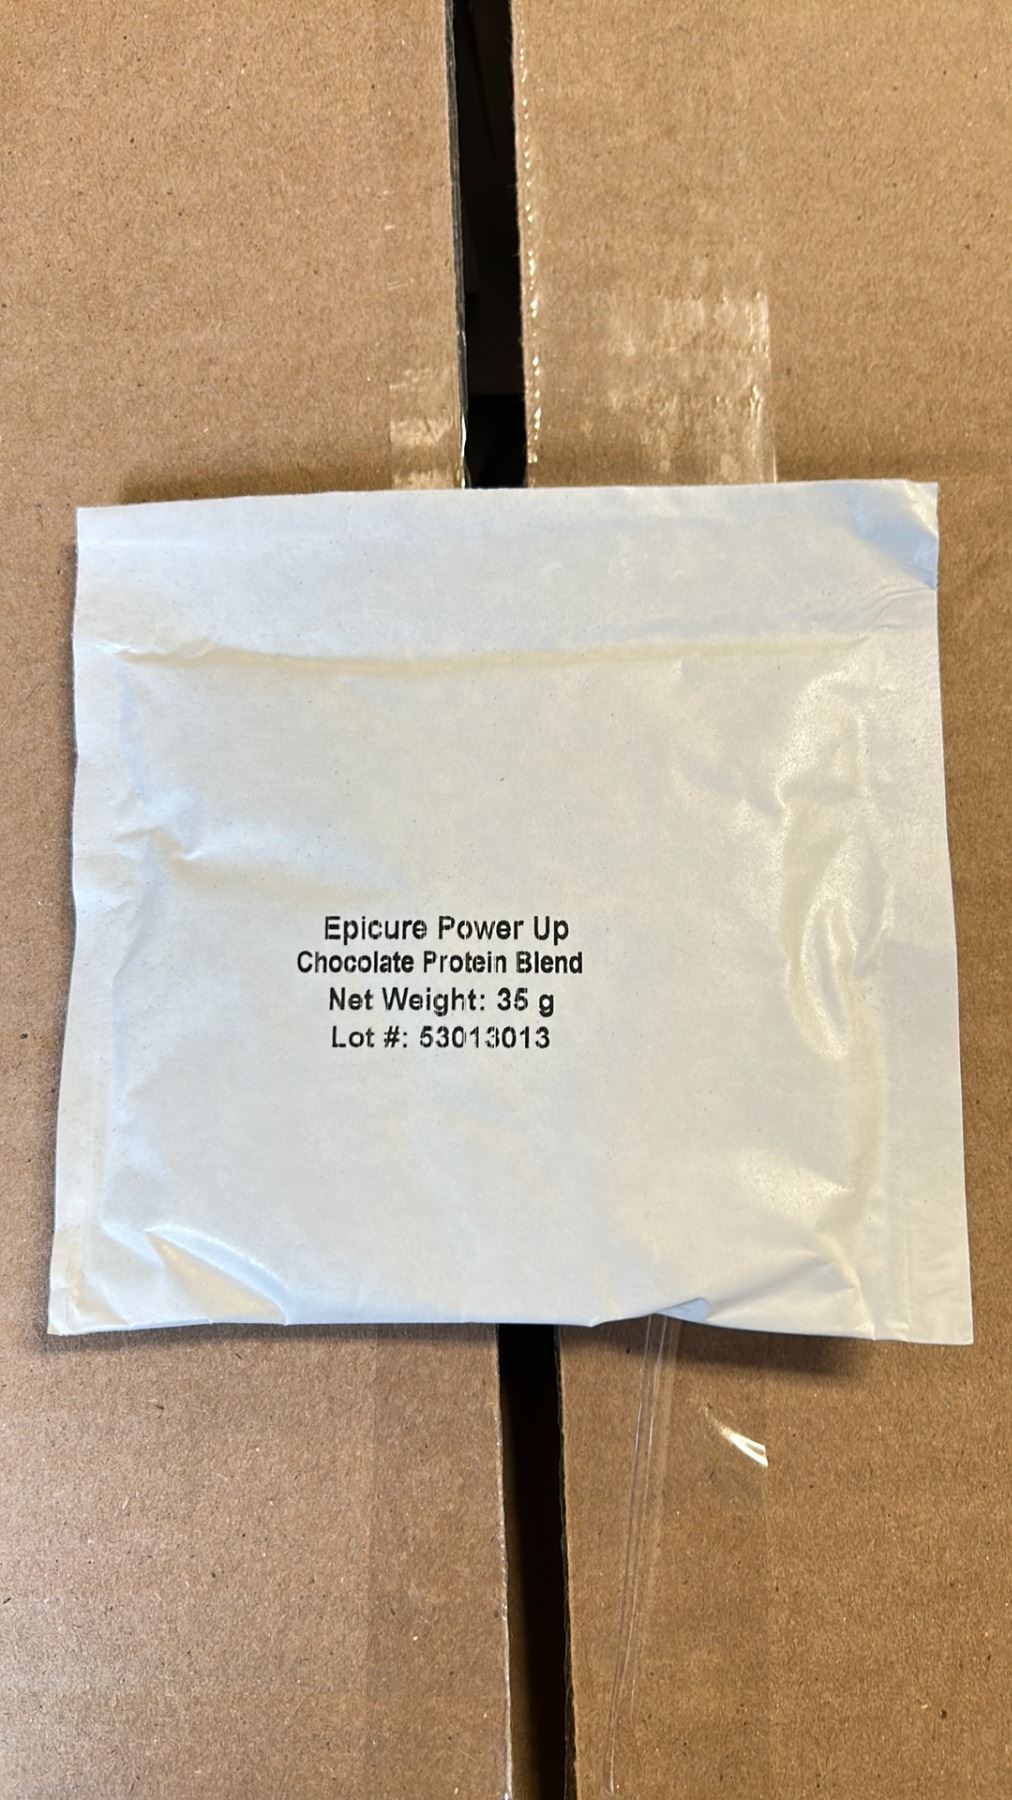 Epicure Power Up
Chocolate Protein Blend
Net Weight: 35 g
Lot #: 53013013